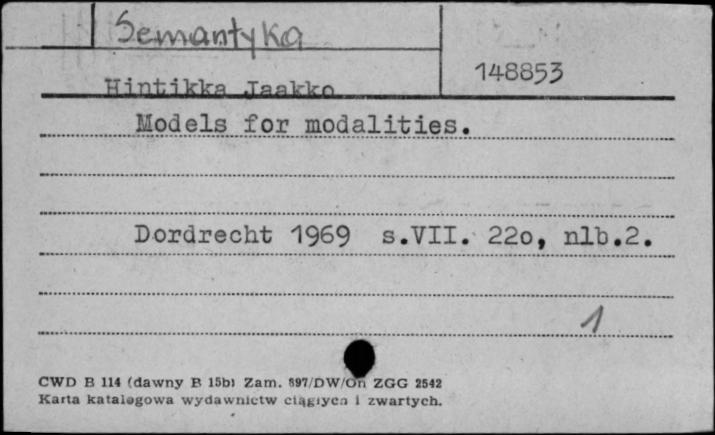 Semantyka
148853
Hintikka Jaakko
Models for modalities.
Dordrecht 1969 s.VII. 22o, nlb.2.
1
CWD B 114 (dawny B 15b) Zam. 897/DW/On ZGG 2542
Karta katalogowa wydawnictw ciągłych i zwartych.